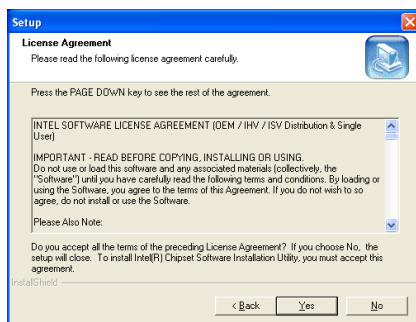 Setup
License Agreement
Please read the following license agreement carefully.
Press the PAGE DOWN key to see the rest of the agreement.
INTEL SOFTWARE LICENSE AGREEMENT (OEM / IHV / ISV Distribution & Single
User)
IMPORTANT - READ BEFORE COPYING, INSTALLING OR USING.
Do not use or load this software and any associated materials (collectively, the
"Software") until you have carefully read the following terms and conditions. By loading or
using the Software, you agree to the terms of this Agreement. If you do not wish to so
agree, do not install or use the Software.
Please Also Note:
Do you accept all the terms of the preceding License Agreement? If you choose No, the
setup will close. To install Intel(R) Chipset Software Installation Utility, you must accept this
agreement.
InstallShield
< Back Yes No